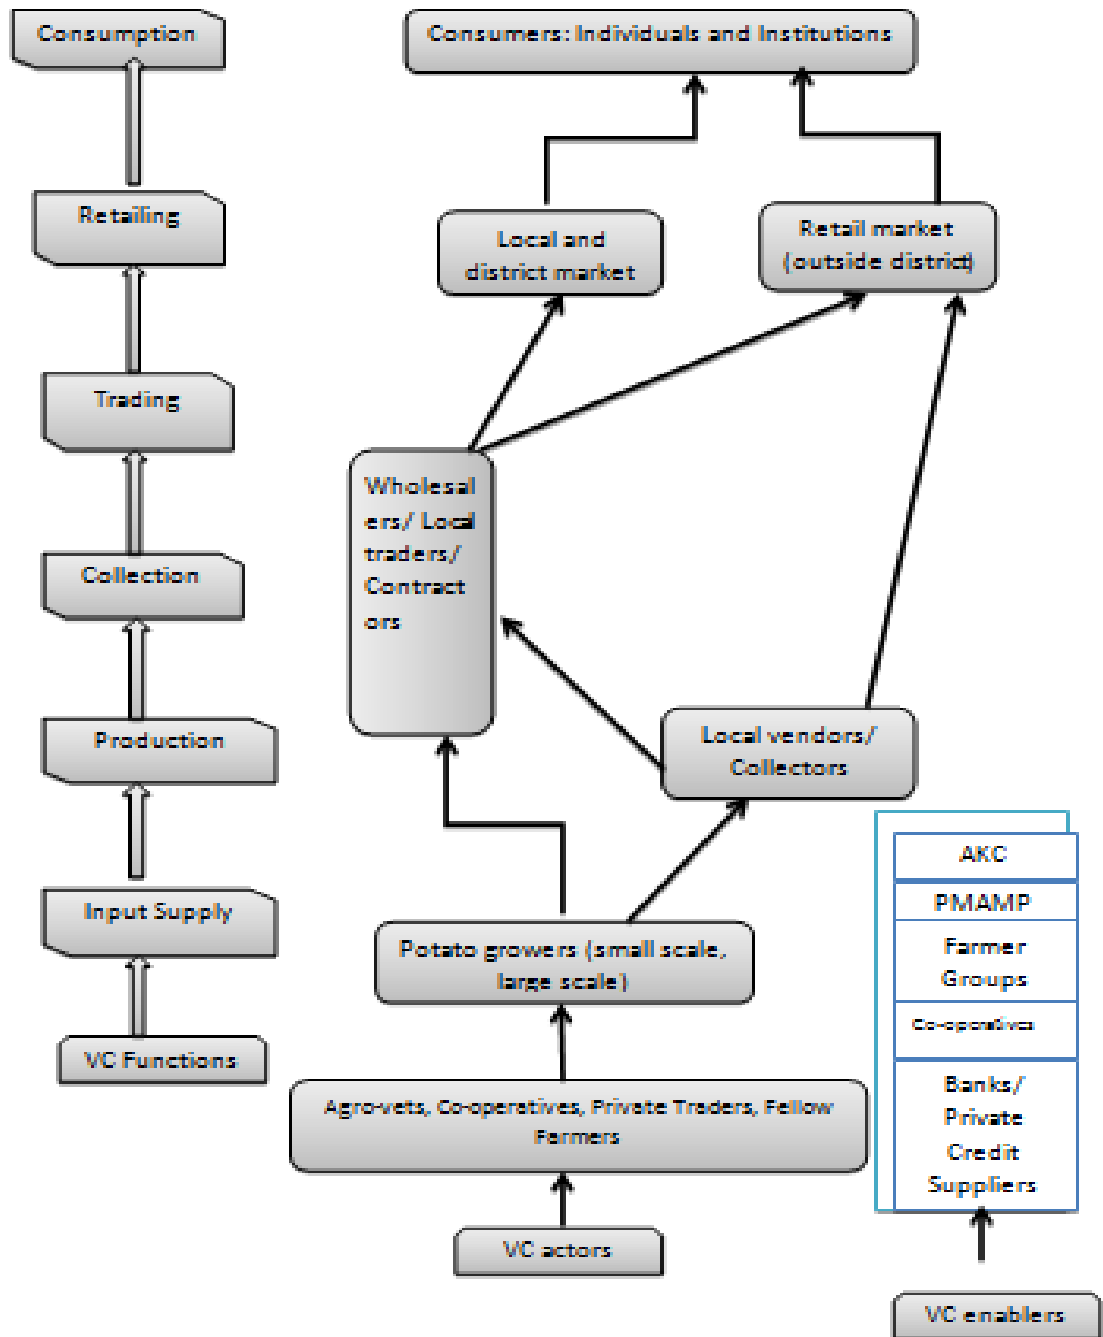 Consumption
Consumers: Individuals and Institutions
Retailing
Local and
district market
Retail market
(outside district)
Trading
Wholesal
ers/ Local
traders/
Contract
ors
Collection
Production
Local vendors/
Collectors
Input Supply
Potato growers (small scale,
large scale)
VC Functions
Agro-vets, Co-operatives, Private Traders, Fellow
Farmers
VC actors
AKC
PMAMP
Farmer
Groups
Co-operatives
Banks/
Private
Credit
Suppliers
VC enablers